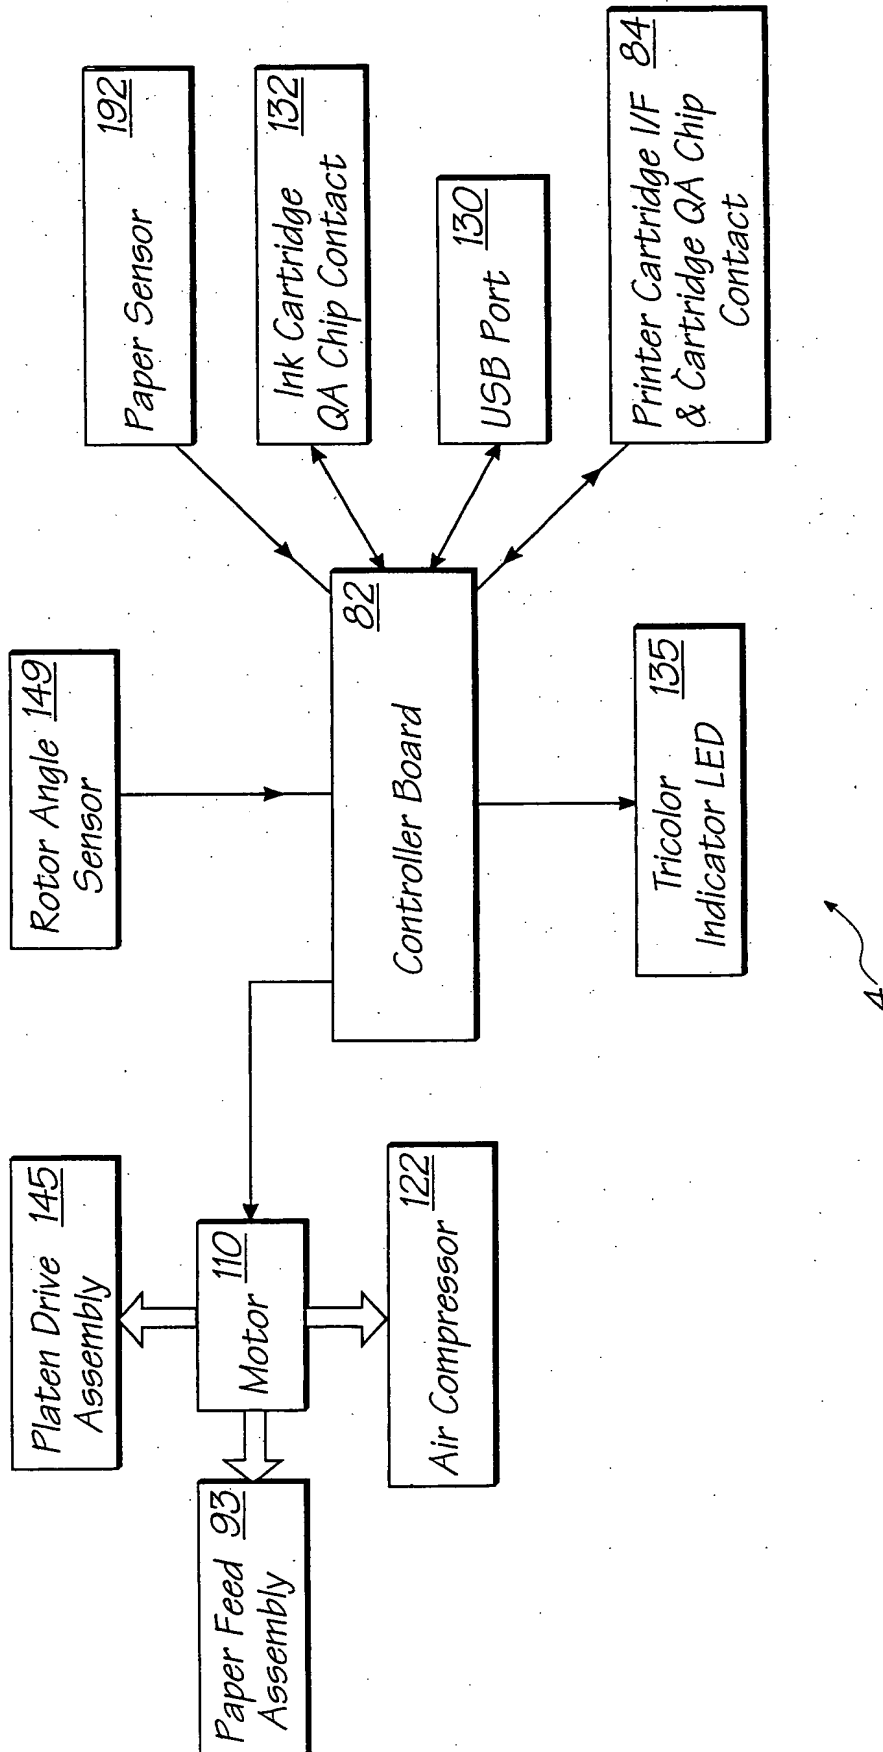 Paper Feed 93
Assembly
Platen Drive 145
Assembly
110
Motor
122
Air Compressor
Rotor Angle 149
Sensor
82
Controller Board
135
Tricolor
Indicator LED
192
Paper Sensor
132
Ink Cartridge
QA Chip Contact
130
USB Port
84
Printer Cartridge I/F
& Cartridge QA Chip
Contact
4